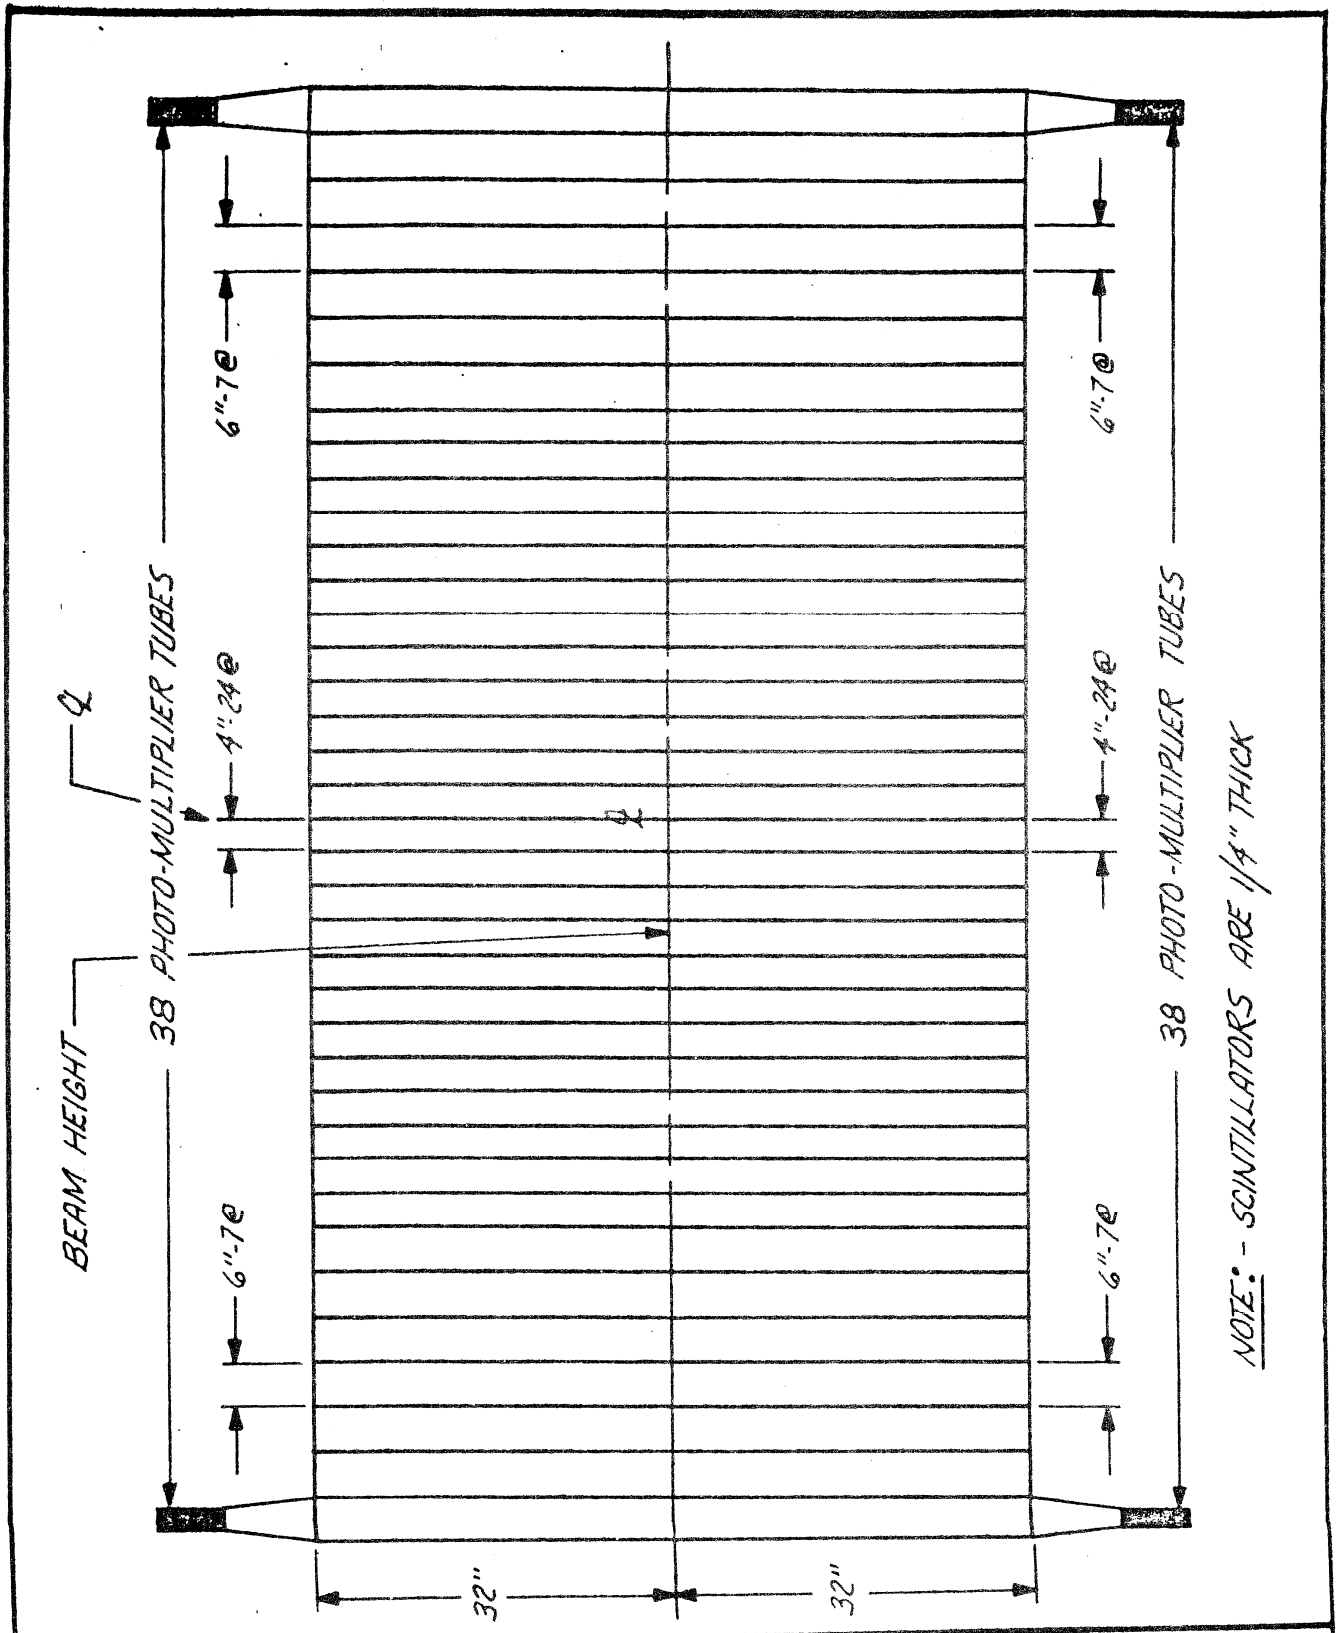 BEAM HEIGHT
℄
38 PHOTO-MULTIPLIER TUBES
6"-7@
4"-24@
6"-7@
32"
℄
32"
6"-7@
4"-24@
6"-7@
38 PHOTO-MULTIPLIER TUBES
NOTE:- SCINTILLATORS ARE 1/4" THICK